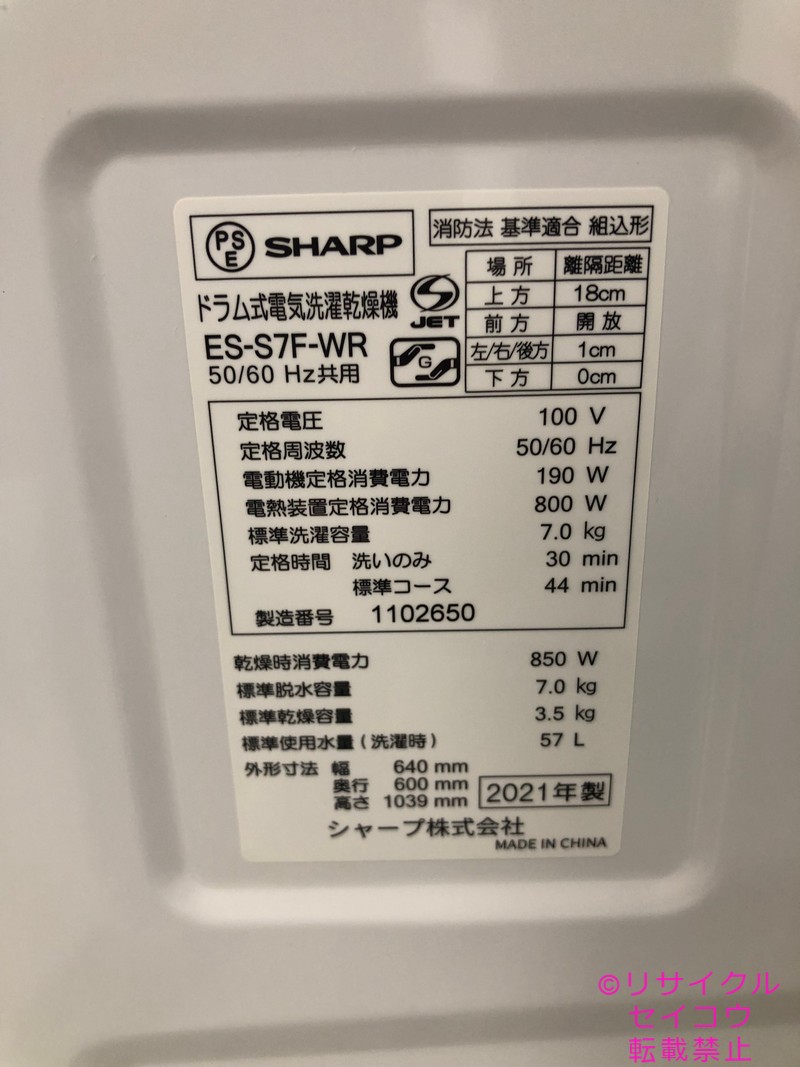 PSE SHARP
ドラム式電気洗濯乾燥機
ES-S7F-WR
50/60 Hz共用
JET
G
消防法 基準適合 組込形
場所 離隔距離
上方 18cm
前方 開放
左/右/後方 1cm
下方 0cm
定格電圧 100 V
定格周波数 50/60 Hz
電動機定格消費電力 190 W
電熱装置定格消費電力 800 W
標準洗濯容量 7.0 kg
定格時間 洗いのみ 30 min
標準コース 44 min
製造番号 1102650
乾燥時消費電力 850 W
標準脱水容量 7.0 kg
標準乾燥容量 3.5 kg
標準使用水量(洗濯時) 57 L
外形寸法 幅 640 mm
奥行 600 mm
高さ 1039 mm
2021年製
シャープ株式会社
MADE IN CHINA
©リサイクル
セイコウ
転載禁止